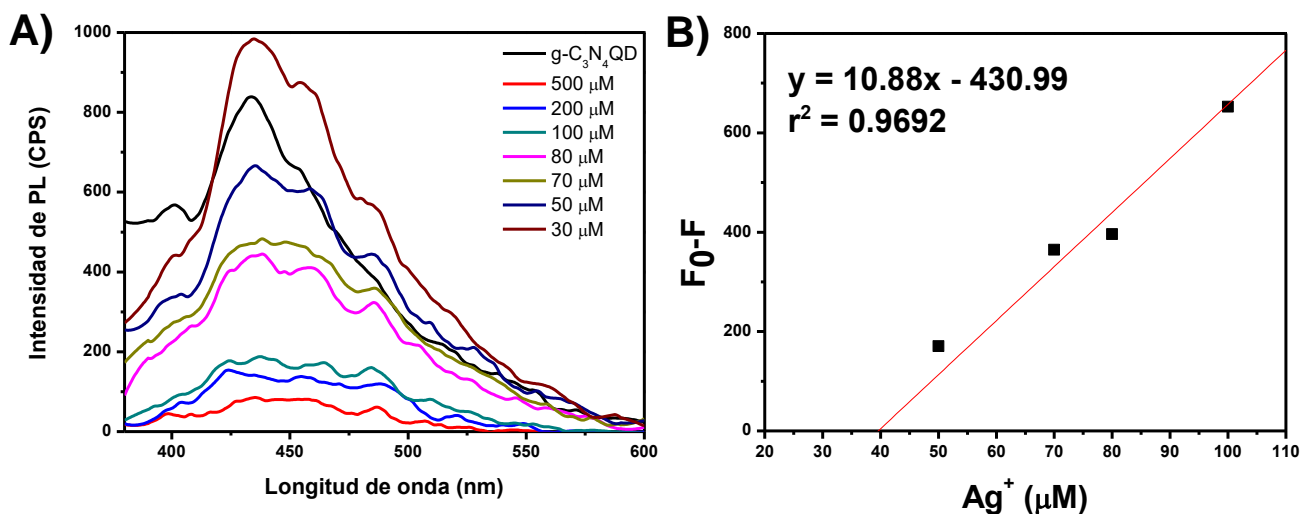 A)
Intensidad de PL (CPS)
1000
800
600
400
200
0
400
450
500
550
600
Longitud de onda (nm)
g-C₃N₄QD
500 μM
200 μM
100 μM
80 μM
70 μM
50 μM
30 μM
B)
y = 10.88x - 430.99
r² = 0.9692
F₀-F
800
600
400
200
0
20
30
40
50
60
70
80
90
100
110
Ag⁺ (μM)